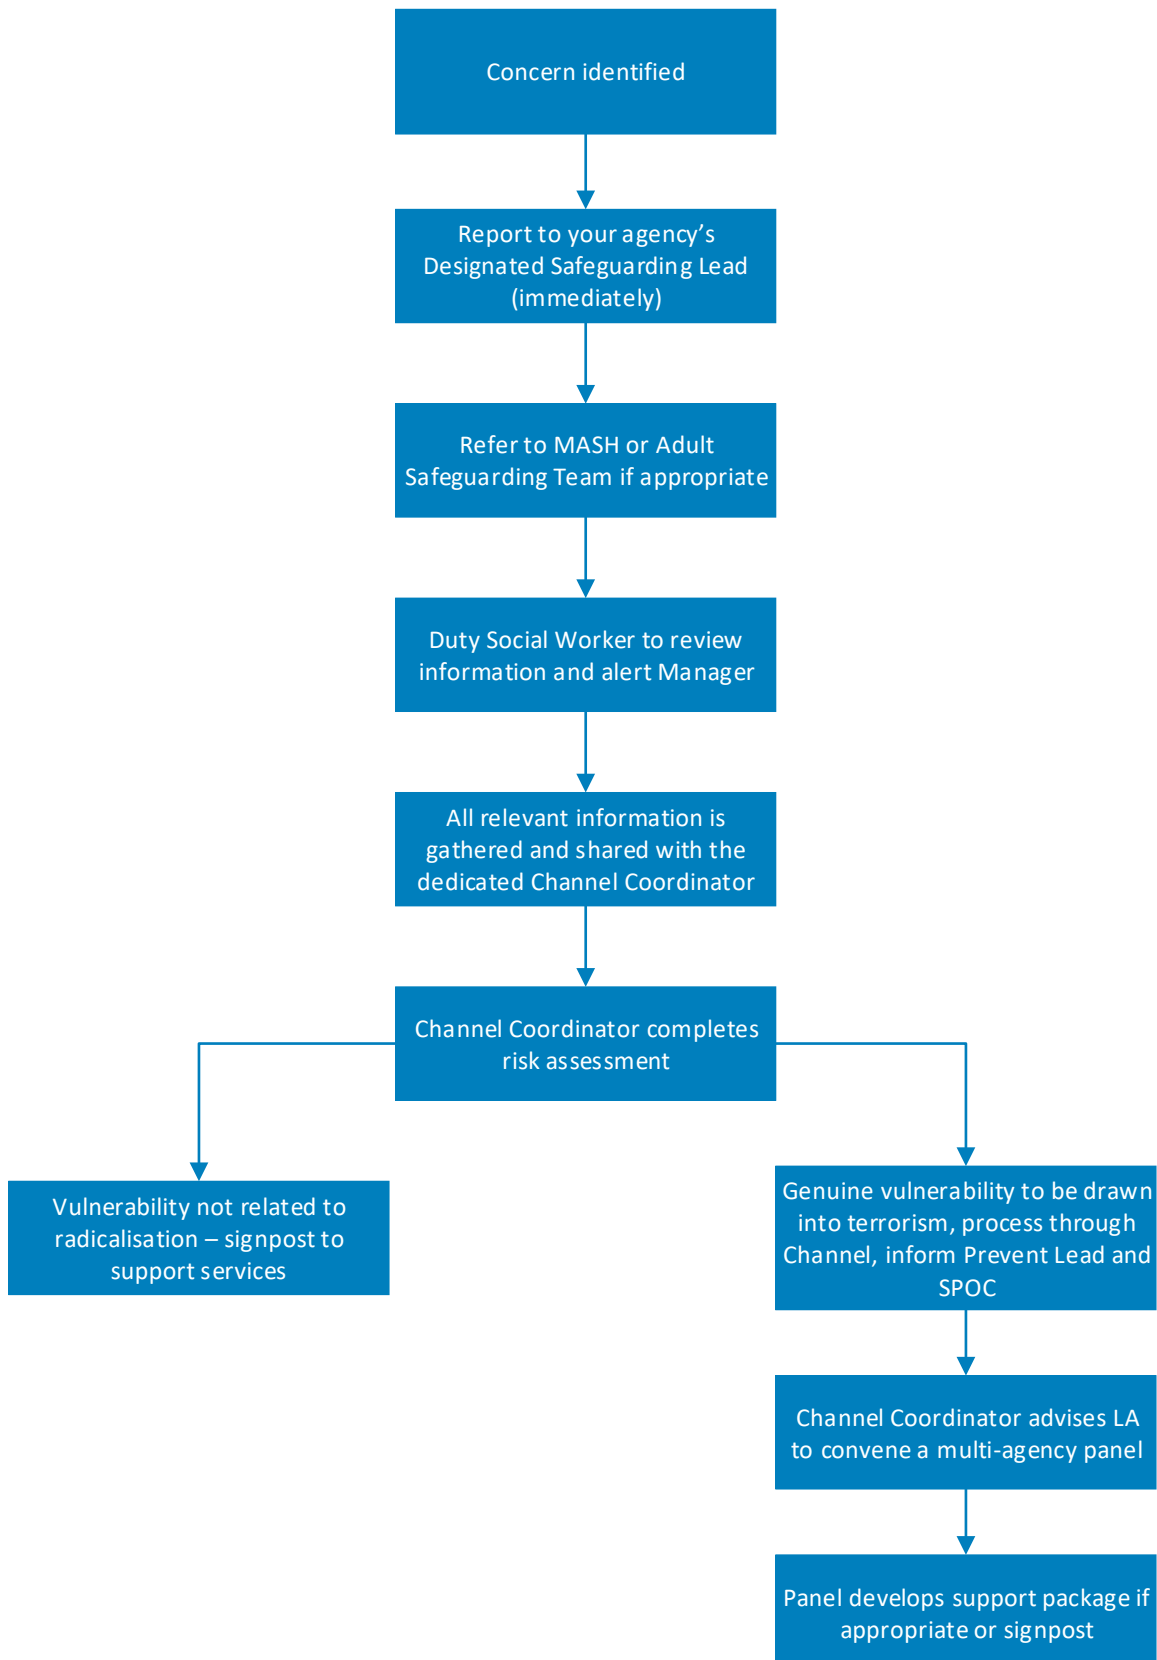 Concern identified
Report to your agency’s
Designated Safeguarding Lead
(immediately)
Refer to MASH or Adult
Safeguarding Team if appropriate
Duty Social Worker to review
information and alert Manager
All relevant information is
gathered and shared with the
dedicated Channel Coordinator
Channel Coordinator completes
risk assessment
Vulnerability not related to
radicalisation – signpost to
support services
Genuine vulnerability to be drawn
into terrorism, process through
Channel, inform Prevent Lead and
SPOC
Channel Coordinator advises LA
to convene a multi-agency panel
Panel develops support package if
appropriate or signpost